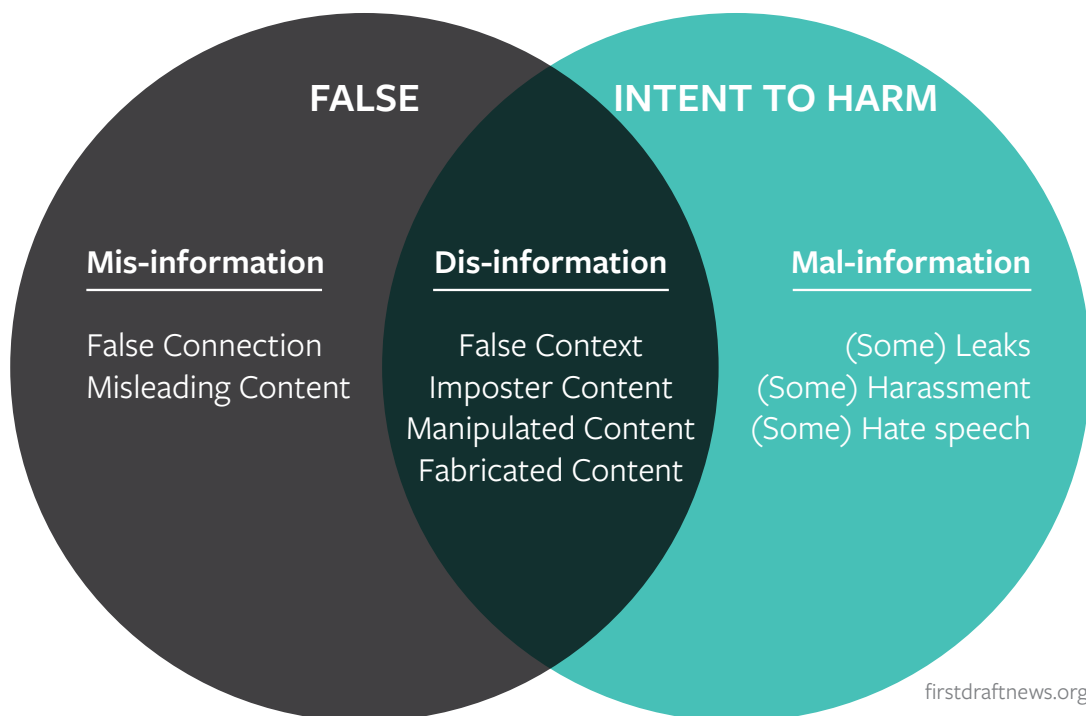 FALSE
INTENT TO HARM
Mis-information
False Connection
Misleading Content
Dis-information
False Context
Imposter Content
Manipulated Content
Fabricated Content
Mal-information
(Some) Leaks
(Some) Harassment
(Some) Hate speech
firstdraftnews.org